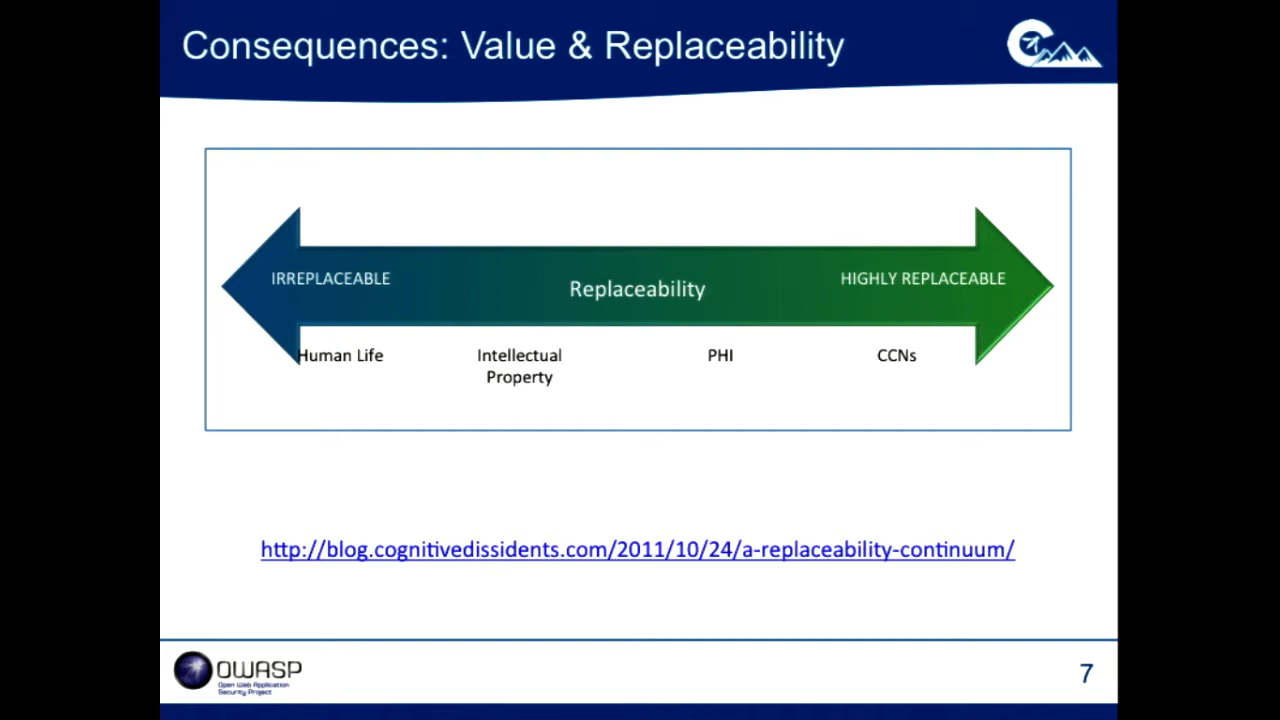 Consequences: Value & Replaceability
IRREPLACEABLE
Replaceability
HIGHLY REPLACEABLE
Human Life
Intellectual
Property
PHI
CCNs
http://blog.cognitivedissidents.com/2011/10/24/a-replaceability-continuum/
OWASP
Open Web Application
Security Project
7